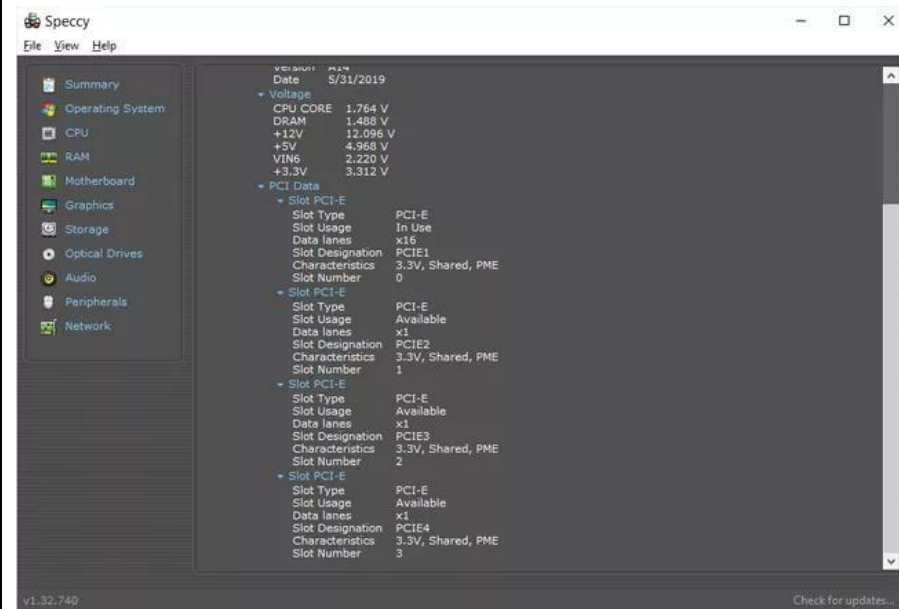 Speccy
File View Help
Summary
Operating System
CPU
RAM
Motherboard
Graphics
Storage
Optical Drives
Audio
Peripherals
Network
Version A14
Date 5/31/2019
Voltage
CPU CORE 1.764 V
DRAM 1.488 V
+12V 12.096 V
+5V 4.968 V
VIN6 2.220 V
+3.3V 3.312 V
PCI Data
Slot PCI-E
Slot Type PCI-E
Slot Usage In Use
Data lanes x16
Slot Designation PCIE1
Characteristics 3.3V, Shared, PME
Slot Number 0
Slot PCI-E
Slot Type PCI-E
Slot Usage Available
Data lanes x1
Slot Designation PCIE2
Characteristics 3.3V, Shared, PME
Slot Number 1
Slot PCI-E
Slot Type PCI-E
Slot Usage Available
Data lanes x1
Slot Designation PCIE3
Characteristics 3.3V, Shared, PME
Slot Number 2
Slot PCI-E
Slot Type PCI-E
Slot Usage Available
Data lanes x1
Slot Designation PCIE4
Characteristics 3.3V, Shared, PME
Slot Number 3
v1.32.740
Check for updates...